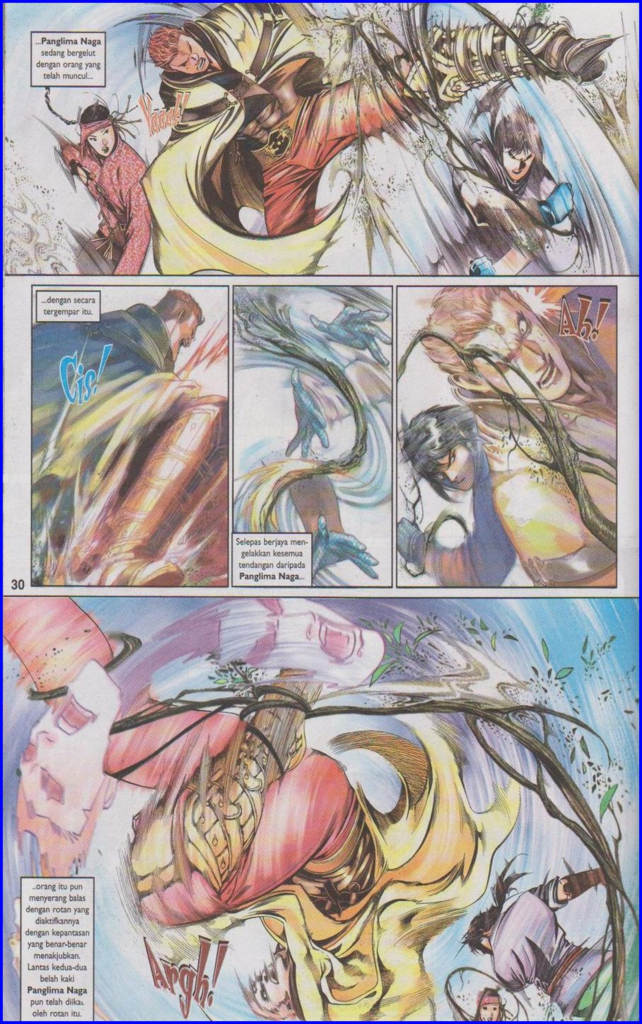 ...Panglima Naga
sedang bergelut
dengan orang yang
telah muncul...
Yaaaa!
...dengan secara
tergempar itu.
Cis!
Selepas berjaya men-
gelakkan kesemua
tendangan daripada
Panglima Naga...
Ah!
30
..orang itu pun
menyerang balas
dengan rotan yang
diaktifkannya
dengan kepantasan
yang benar-benar
menakjubkan.
Lantas kedua-dua
belah kaki
Panglima Naga
pun telah diikat
oleh rotan itu.
Argh!